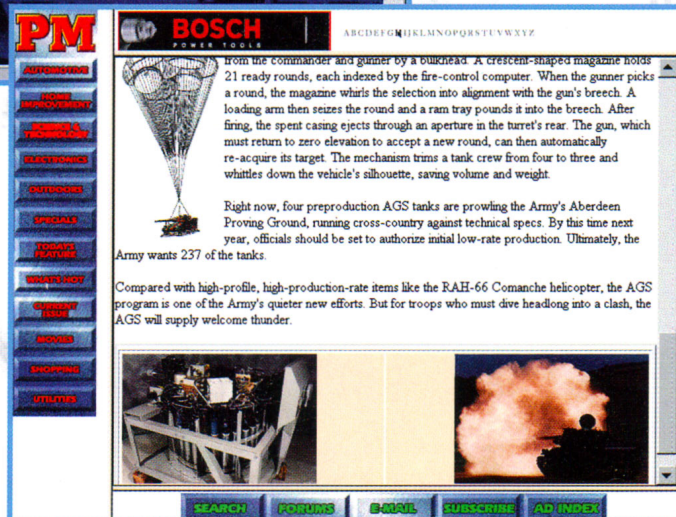 PM
BOSCH
POWER TOOLS
ABCDEFGHIJKLMNOPQRSTUVWXYZ
AUTOMOTIVE
HOME
IMPROVEMENT
SCIENCE &
TECHNOLOGY
ELECTRONICS
OUTDOORS
SPECIALS
TODAY'S
FEATURE
WHAT'S HOT
CURRENT
ISSUE
MOVIES
SHOPPING
UTILITIES
from the commander and gunner by a bulkhead. A crescent-shaped magazine holds
21 ready rounds, each indexed by the fire-control computer. When the gunner picks
a round, the magazine whirls the selection into alignment with the gun's breech. A
loading arm then seizes the round and a ram tray pounds it into the breech. After
firing, the spent casing ejects through an aperture in the turret's rear. The gun, which
must return to zero elevation to accept a new round, can then automatically
re-acquire its target. The mechanism trims a tank crew from four to three and
whittles down the vehicle's silhouette, saving volume and weight.
Right now, four preproduction AGS tanks are prowling the Army's Aberdeen
Proving Ground, running cross-country against technical specs. By this time next
year, officials should be set to authorize initial low-rate production. Ultimately, the
Army wants 237 of the tanks.
Compared with high-profile, high-production-rate items like the RAH-66 Comanche helicopter, the AGS
program is one of the Army's quieter new efforts. But for troops who must dive headlong into a clash, the
AGS will supply welcome thunder.
SEARCH
FORUMS
E-MAIL
SUBSCRIBE
AD INDEX